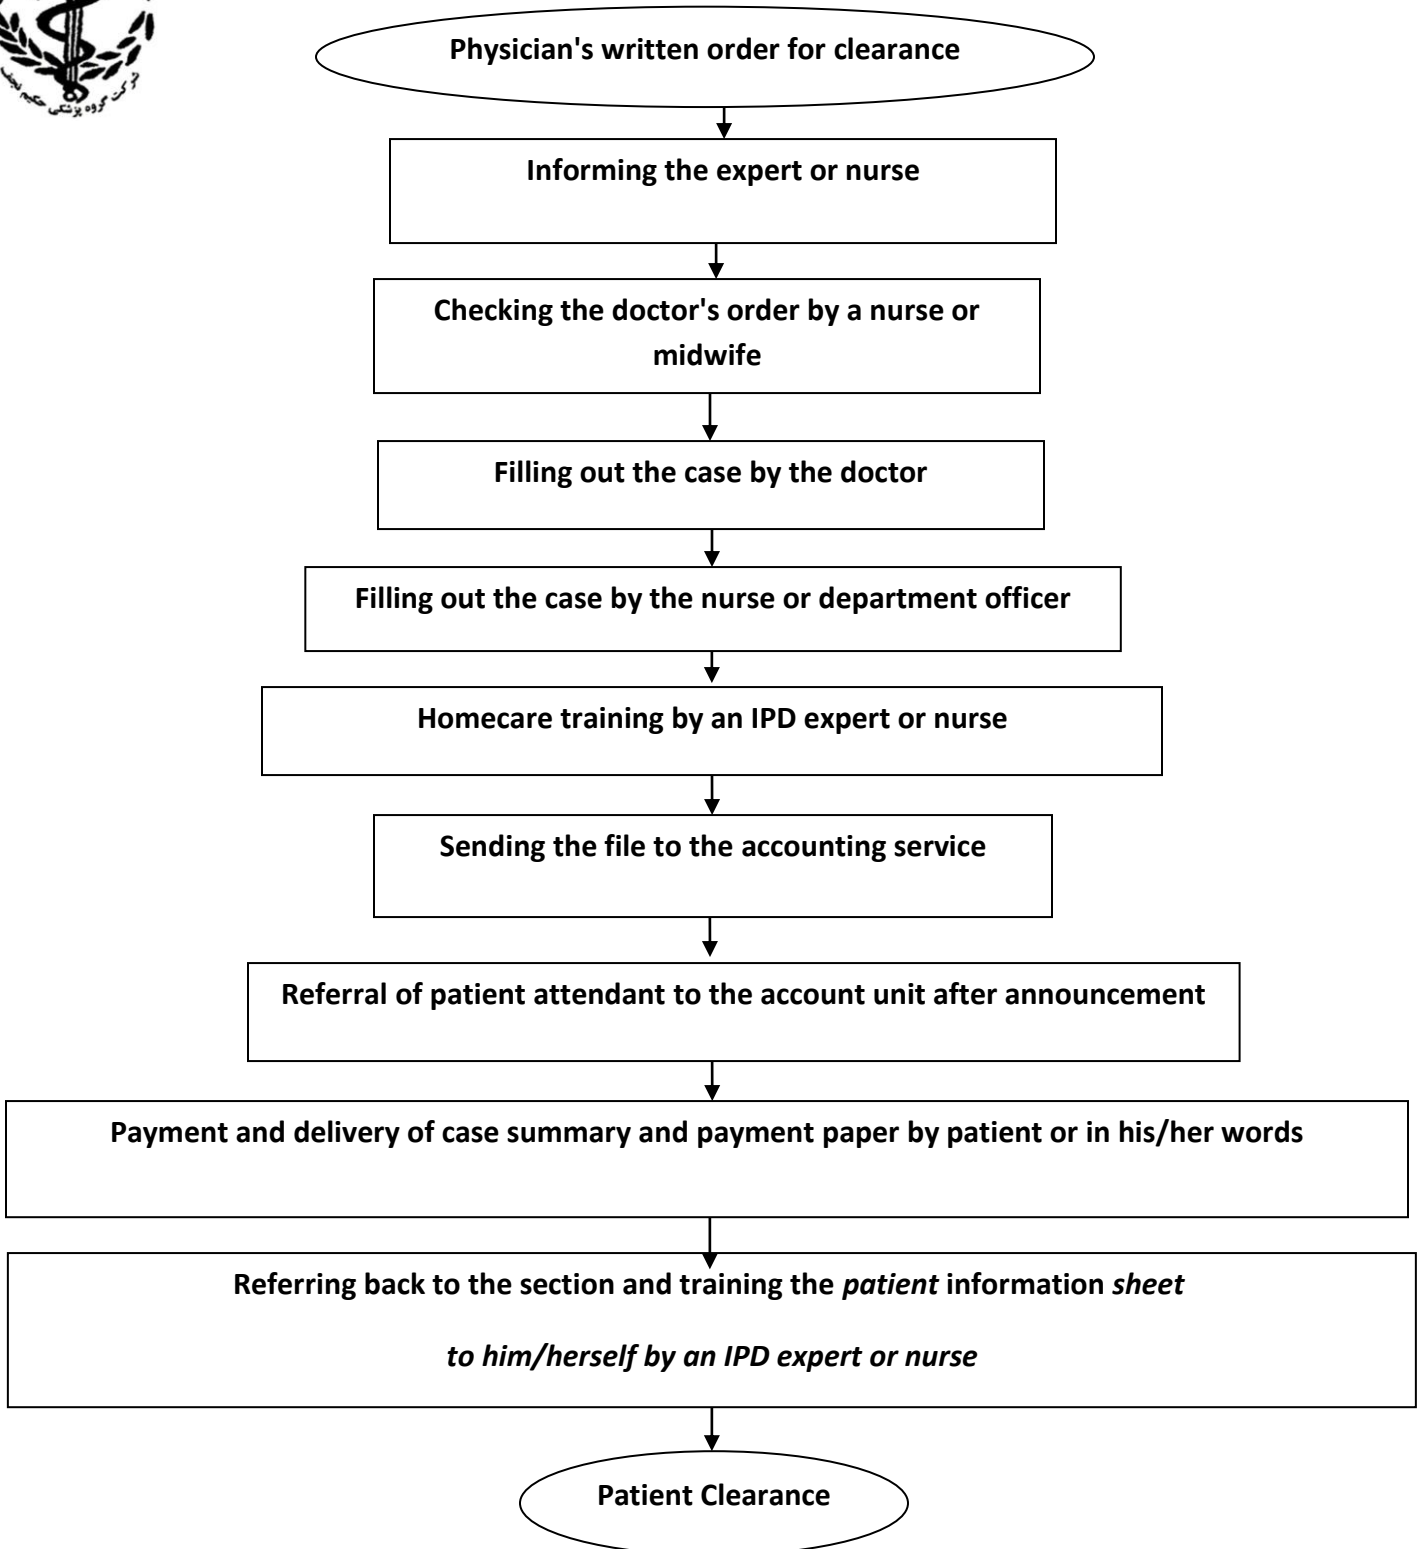 شرکت گروه پزشکی حکیم نجف
Physician's written order for clearance
Informing the expert or nurse
Checking the doctor's order by a nurse or
midwife
Filling out the case by the doctor
Filling out the case by the nurse or department officer
Homecare training by an IPD expert or nurse
Sending the file to the accounting service
Referral of patient attendant to the account unit after announcement
Payment and delivery of case summary and payment paper by patient or in his/her words
Referring back to the section and training the patient information sheet
to him/herself by an IPD expert or nurse
Patient Clearance